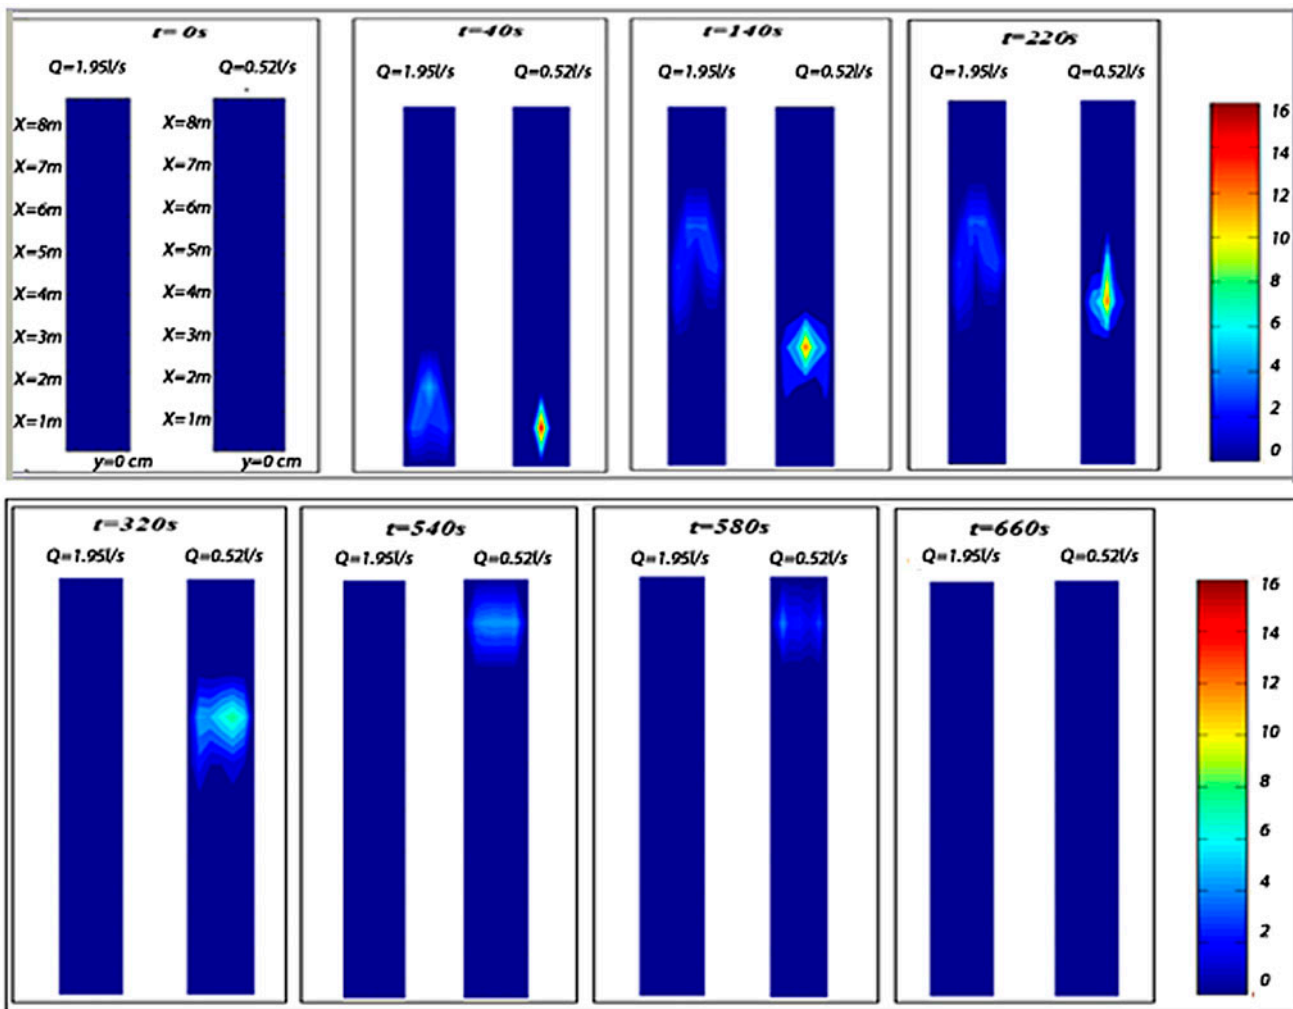 t= 0s
Q=1.95l/s Q=0.52l/s
X=8m X=8m
X=7m X=7m
X=6m X=6m
X=5m X=5m
X=4m X=4m
X=3m X=3m
X=2m X=2m
X=1m X=1m
y=0 cm y=0 cm
t=40s
Q=1.95l/s Q=0.52l/s
t=140s
Q=1.95l/s Q=0.52l/s
t=220s
Q=1.95l/s Q=0.52l/s
16
14
12
10
8
6
4
2
0
t=320s
Q=1.95l/s Q=0.52l/s
t=540s
Q=1.95l/s Q=0.52l/s
t=580s
Q=1.95l/s Q=0.52l/s
t=660s
Q=1.95l/s Q=0.52l/s
16
14
12
10
8
6
4
2
0